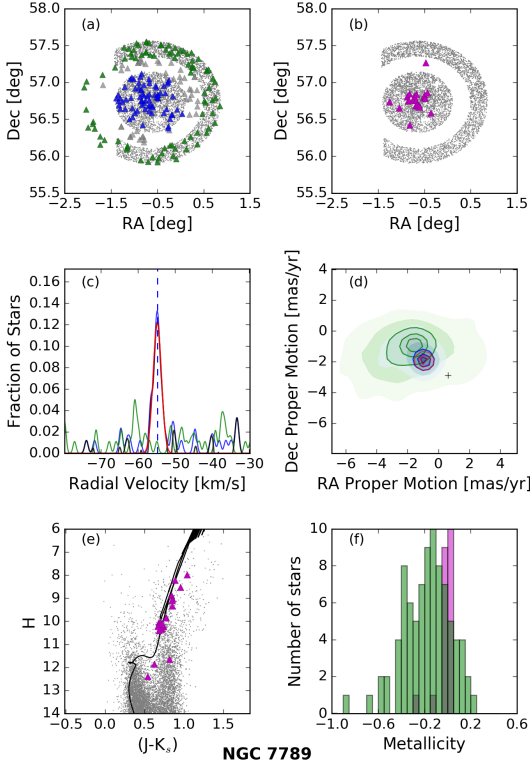 (a) (b)
58.0 57.5 57.0 56.5 56.0 55.5
Dec [deg]
−2.5 −1.5 −0.5 0.5 1.5
RA [deg]
58.0 57.5 57.0 56.5 56.0 55.5
Dec [deg]
−2.5 −1.5 −0.5 0.5 1.5
RA [deg]
(c) (d)
0.16 0.14 0.12 0.10 0.08 0.06 0.04 0.02 0.00
Fraction of Stars
−70 −60 −50 −40 −30
Radial Velocity [km/s]
4 2 0 −2 −4 −6
Dec Proper Motion [mas/yr]
−6 −4 −2 0 2 4
RA Proper Motion [mas/yr]
(e) (f)
6 7 8 9 10 11 12 13 14
H
−0.5 0.0 0.5 1.0 1.5
(J-Ks)
10 8 6 4 2 0
Number of stars
−1.0 −0.6 −0.2 0.2 0.6
Metallicity
NGC 7789